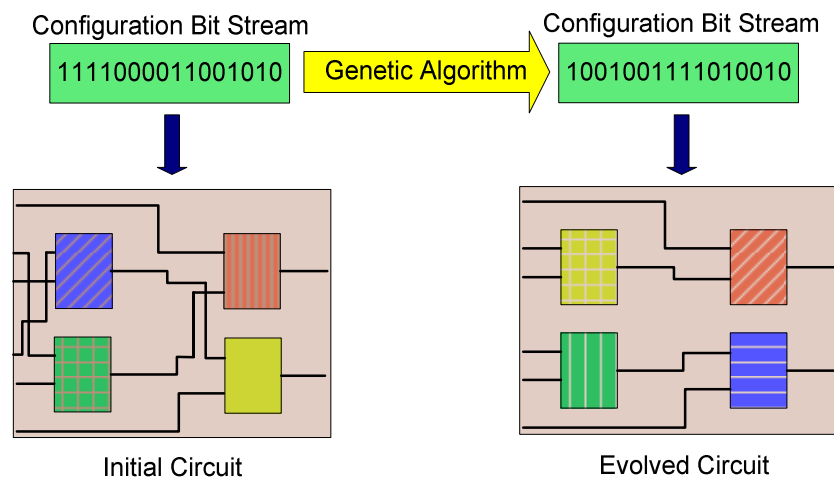 Configuration Bit Stream
1111000011001010
Genetic Algorithm
Configuration Bit Stream
1001001111010010
Initial Circuit
Evolved Circuit